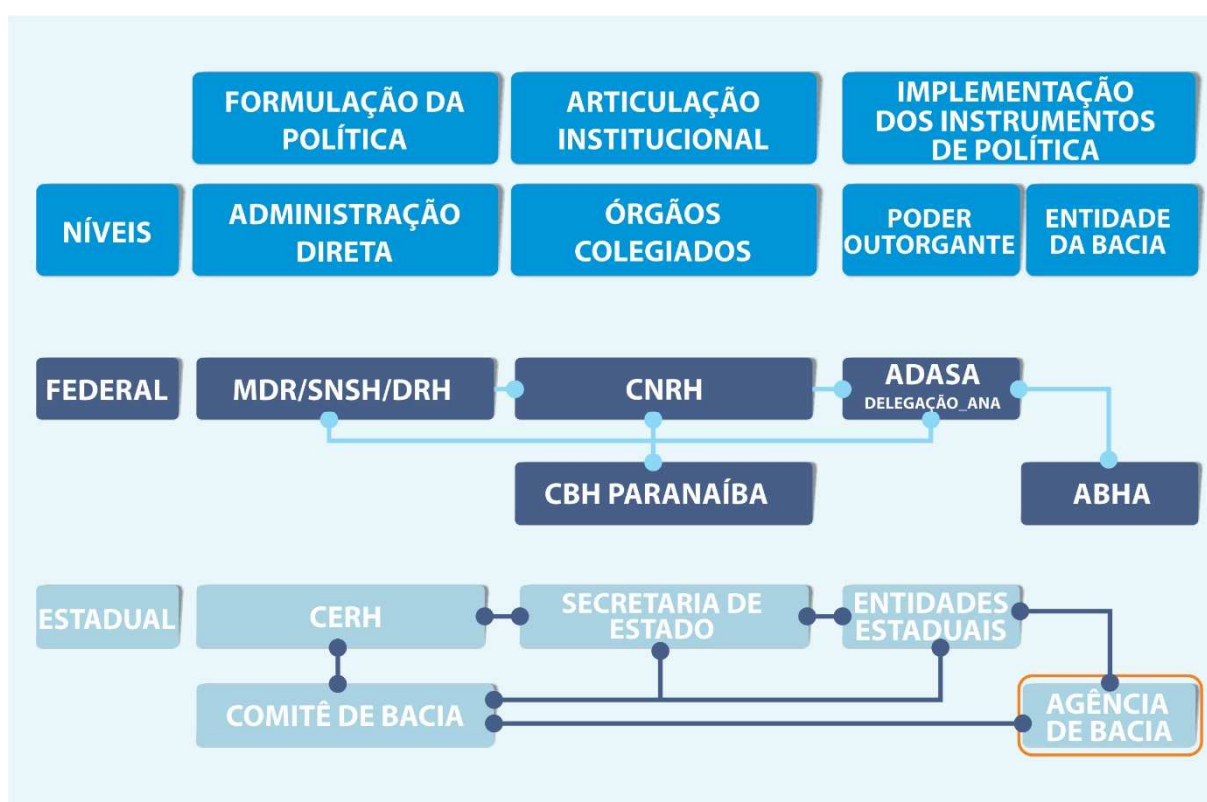 FORMULAÇÃO DA
POLÍTICA
ARTICULAÇÃO
INSTITUCIONAL
IMPLEMENTAÇÃO
DOS INSTRUMENTOS
DE POLÍTICA
NÍVEIS
ADMINISTRAÇÃO
DIRETA
ÓRGÃOS
COLEGIADOS
PODER
OUTORGANTE
ENTIDADE
DA BACIA
FEDERAL
MDR/SNSH/DRH
CNRH
ADASA
DELEGAÇÃO_ANA
CBH PARANAÍBA
ABHA
ESTADUAL
CERH
SECRETARIA DE
ESTADO
ENTIDADES
ESTADUAIS
COMITÊ DE BACIA
AGÊNCIA
DE BACIA